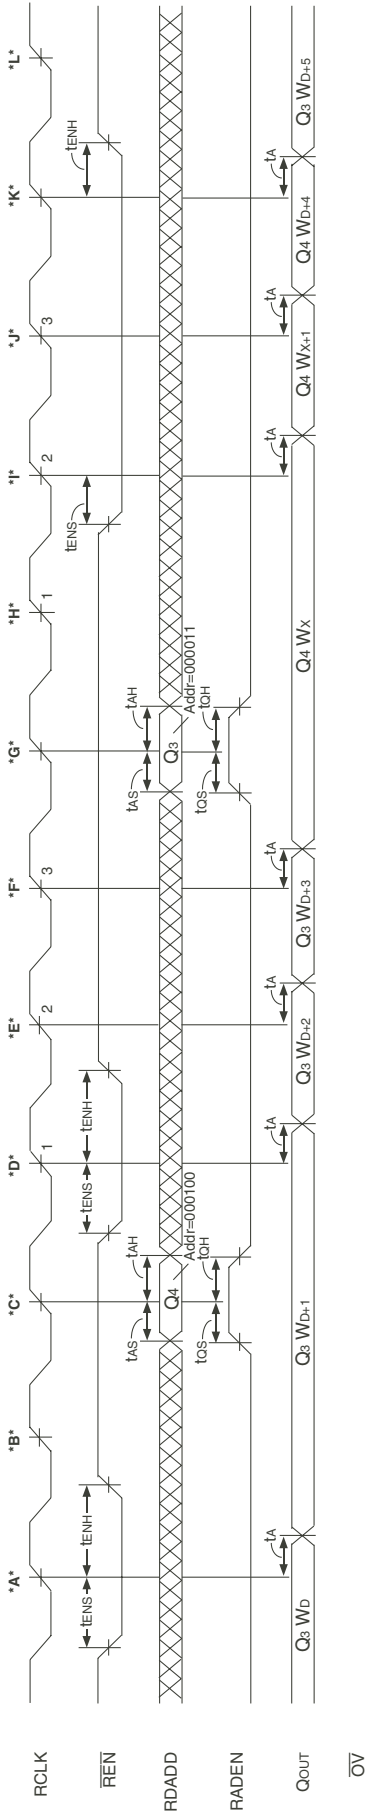 *A* *B* *C* *D* *E* *F* *G* *H* *I* *J* *K* *L*
RCLK 1 2 3 1 2 3
REN tENS tENH tENS tENH tENS tENH
tAS tAH tAS tAH
RDADD Q4 Q3
Addr=000100 Addr=000011
tQS tQH tQS tQH
RADEN
tA tA tA tA tA tA tA
QOUT Q3 WD Q3 WD+1 Q3 WD+2 Q3 WD+3 Q4 WX Q4 WX+1 Q4 WD+4 Q3 WD+5
OV